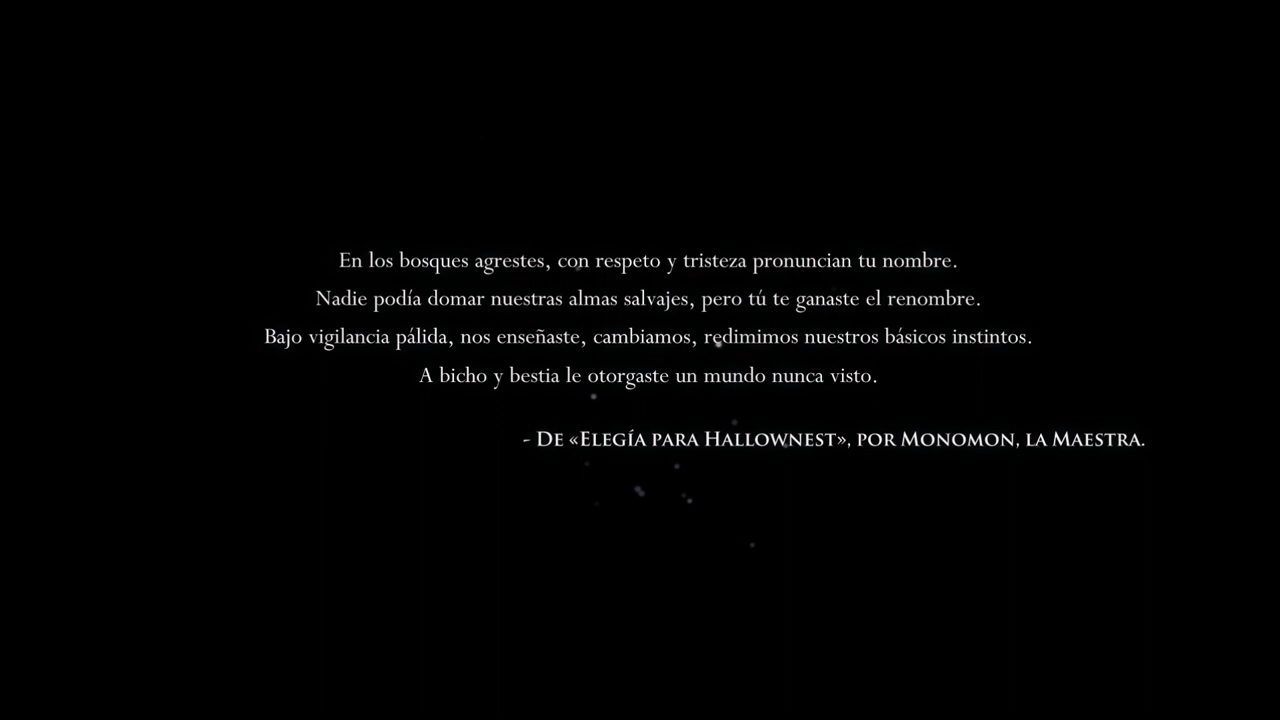 En los bosques agrestes, con respeto y tristeza pronuncian tu nombre.
Nadie podía domar nuestras almas salvajes, pero tú te ganaste el renombre.
Bajo vigilancia pálida, nos enseñaste, cambiamos, redimimos nuestros básicos instintos.
A bicho y bestia le otorgaste un mundo nunca visto.
- De «Elegía para Hallownest», por Monomon, la Maestra.